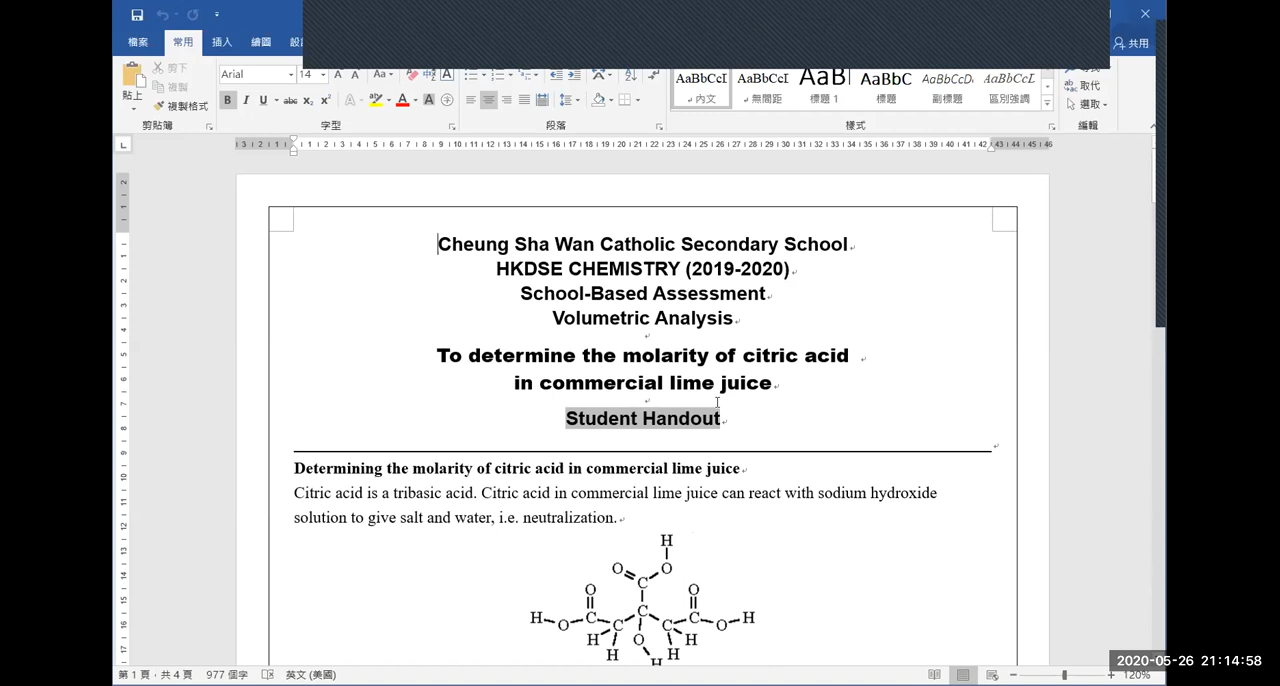 檔案 常用 插入 繪圖 設
共用
剪下
複製
貼上 複製格式
剪貼簿
Arial 14
B I U abc x₂ x²
字型
段落
AaBbCcI AaBbCcI AaBl AaBbC AaBbCcDt AaBbCcL
內文 無間距 標題 1 標題 副標題 區別強調
樣式
取代
選取
編輯
Cheung Sha Wan Catholic Secondary School
HKDSE CHEMISTRY (2019-2020)
School-Based Assessment
Volumetric Analysis
To determine the molarity of citric acid
in commercial lime juice
Student Handout
Determining the molarity of citric acid in commercial lime juice
Citric acid is a tribasic acid. Citric acid in commercial lime juice can react with sodium hydroxide
solution to give salt and water, i.e. neutralization.
H
O O
O C O
H O C C C C O H
H H O H H
H
第 1 頁，共 4 頁 977 個字 英文 (美國) 120%
2020-05-26 21:14:58